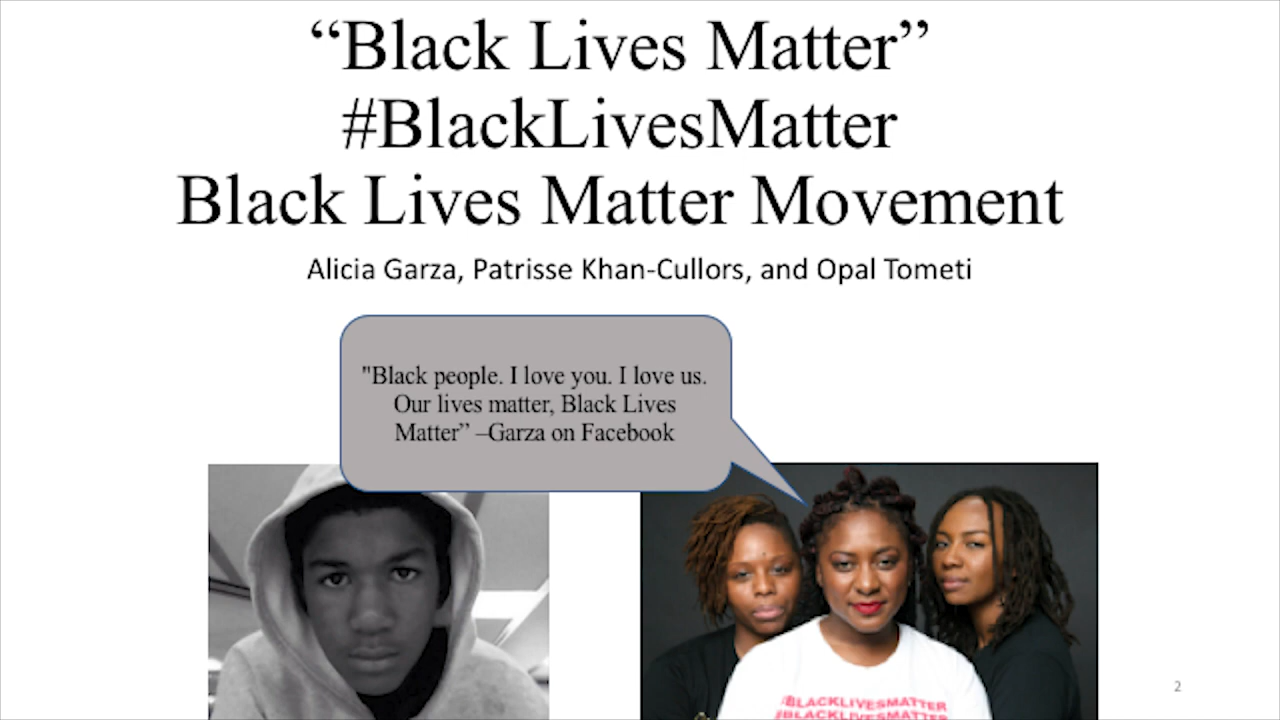 “Black Lives Matter”
#BlackLivesMatter
Black Lives Matter Movement
Alicia Garza, Patrisse Khan-Cullors, and Opal Tometi
"Black people. I love you. I love us.
Our lives matter, Black Lives
Matter” –Garza on Facebook
#BLACKLIVESMATTER
#BLACKLIVESMATTER
2